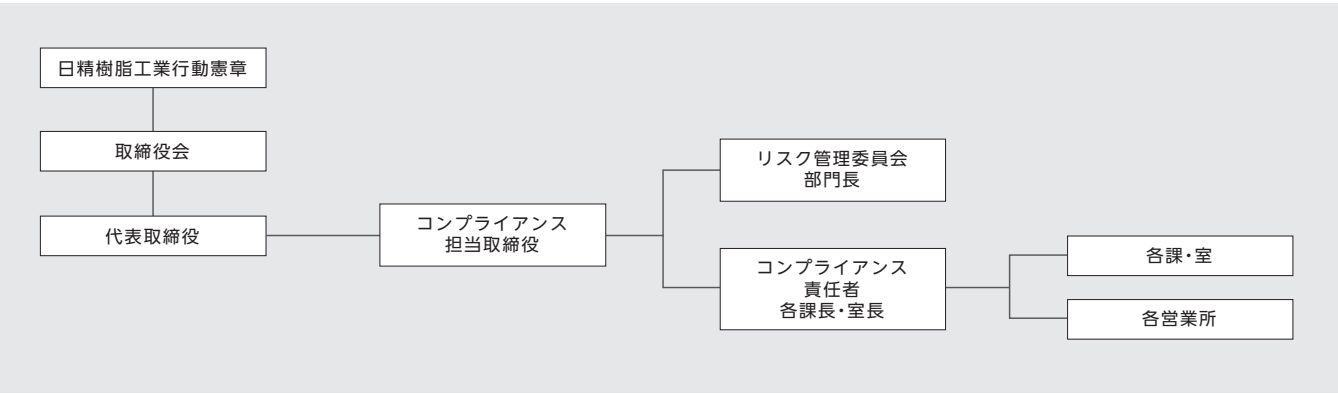 日精樹脂工業行動憲章
取締役会
代表取締役
コンプライアンス
担当取締役
リスク管理委員会
部門長
コンプライアンス
責任者
各課長・室長
各課・室
各営業所